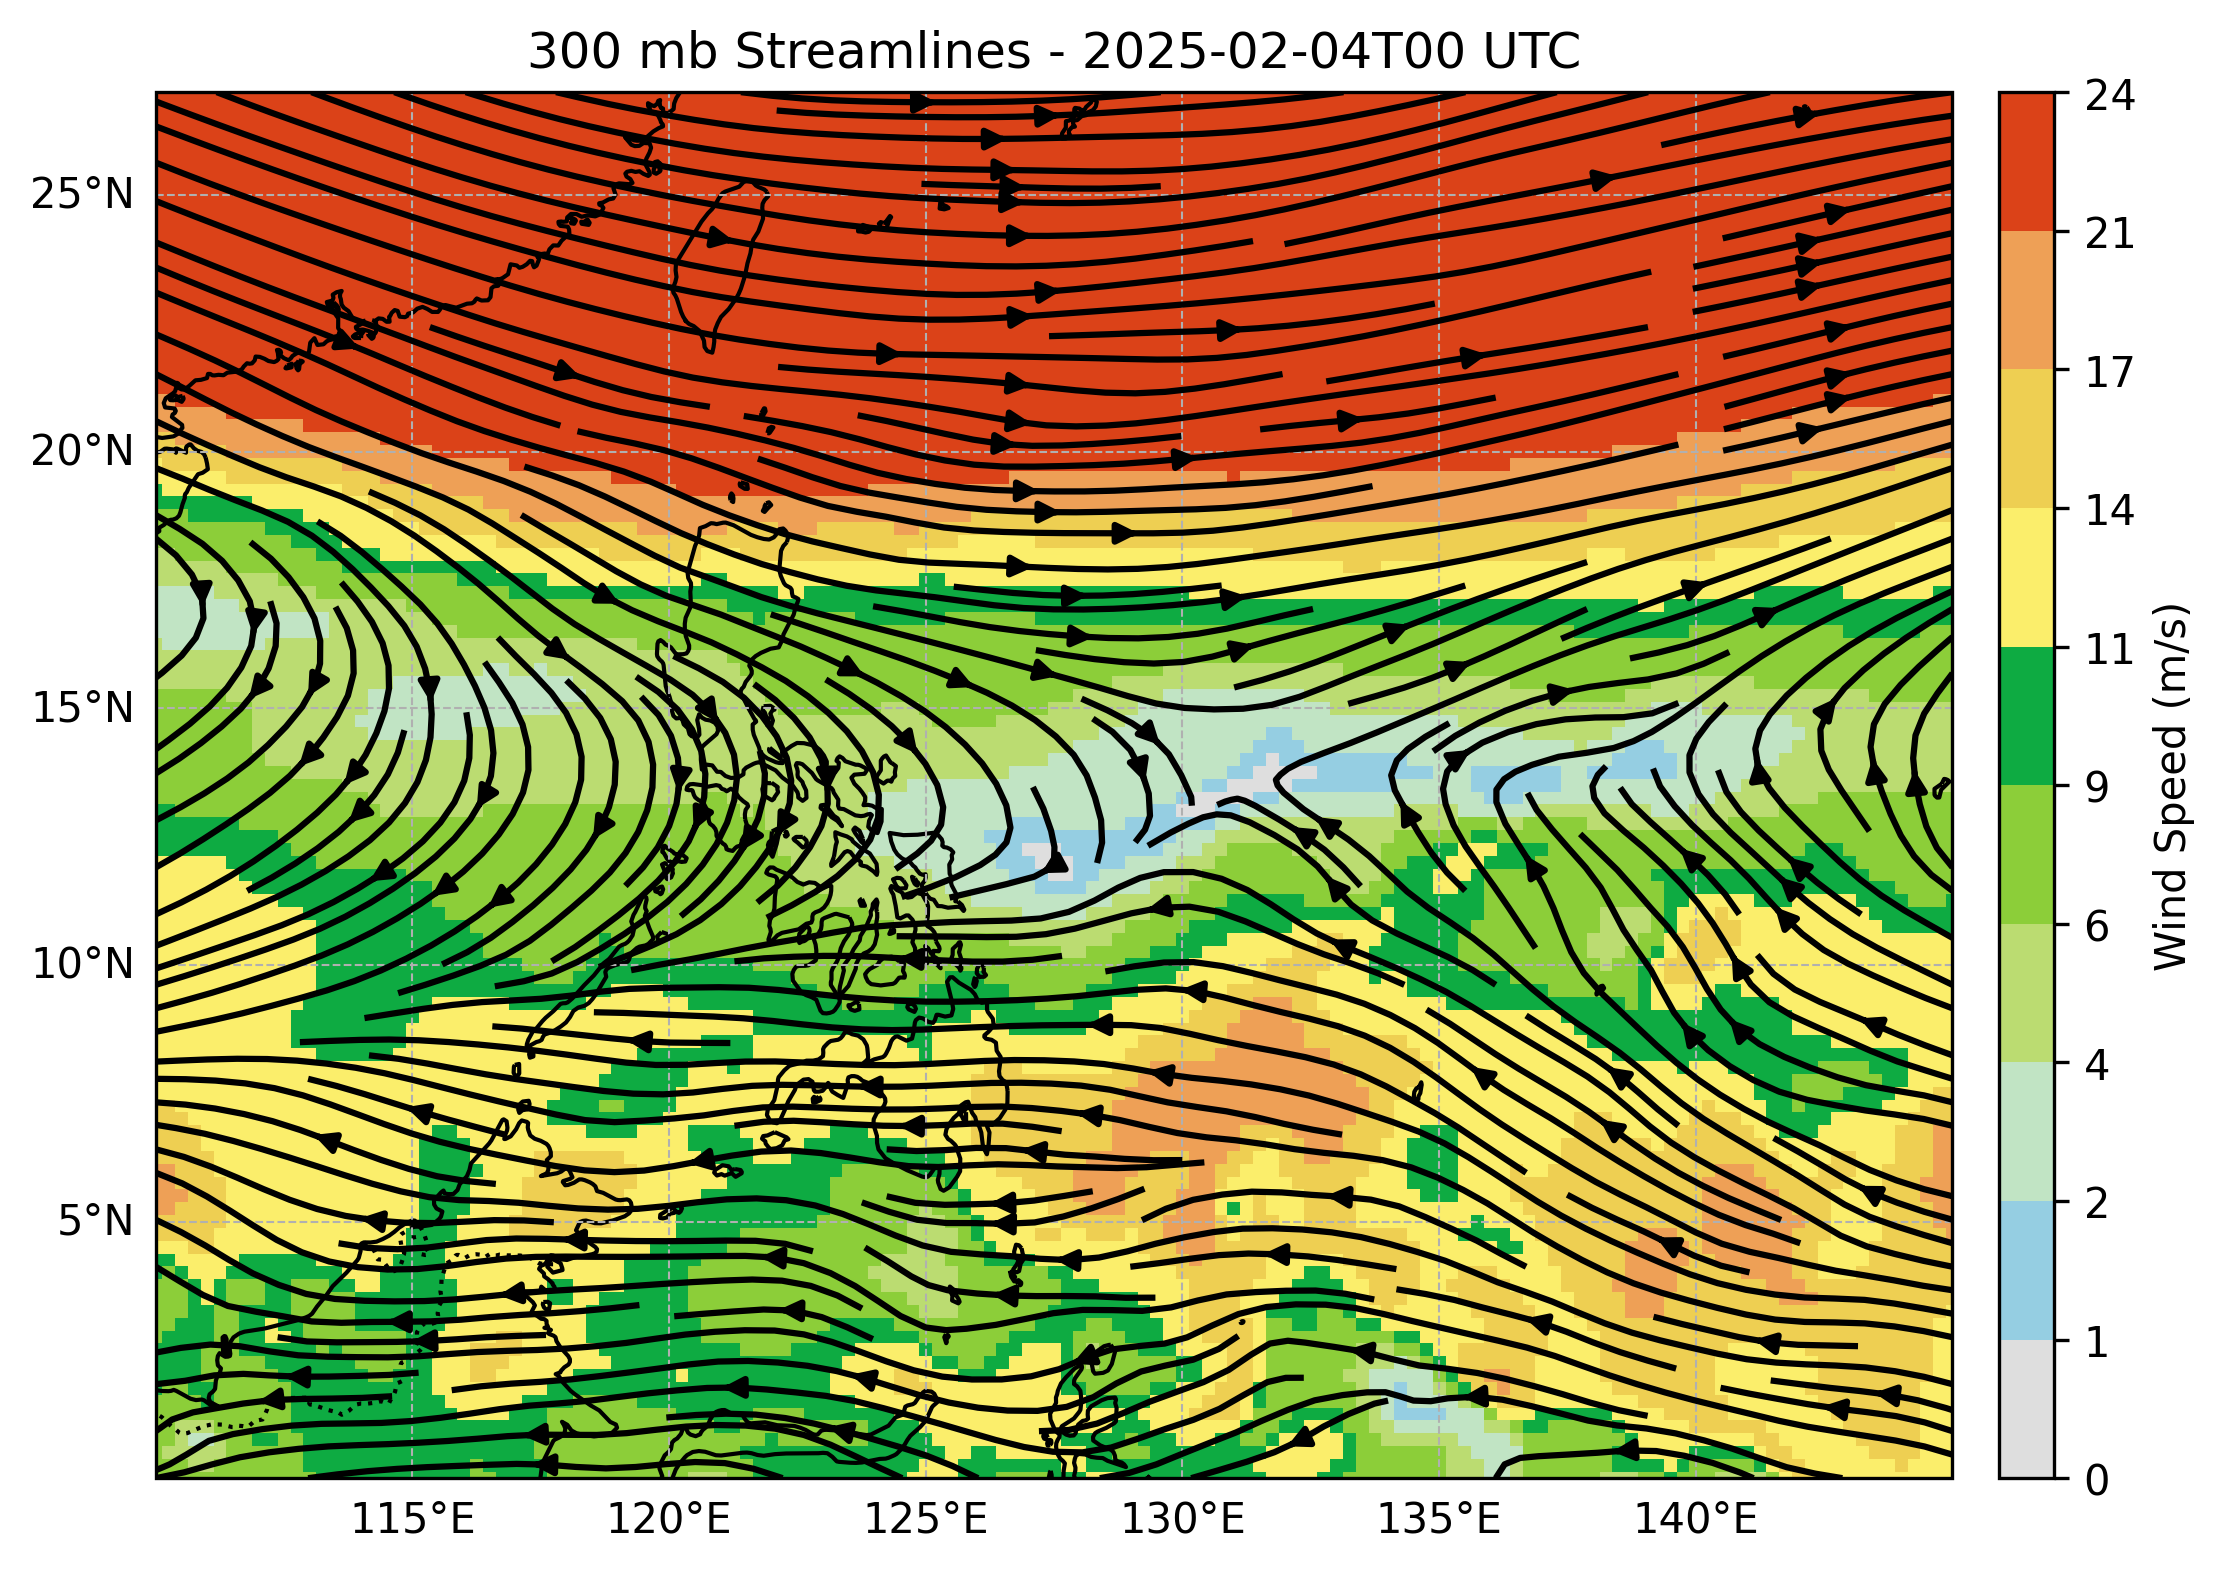 300 mb Streamlines - 2025-02-04T00 UTC
25°N
20°N
15°N
10°N
5°N
115°E
120°E
125°E
130°E
135°E
140°E
24
21
17
14
11
9
6
4
2
1
0
Wind Speed (m/s)